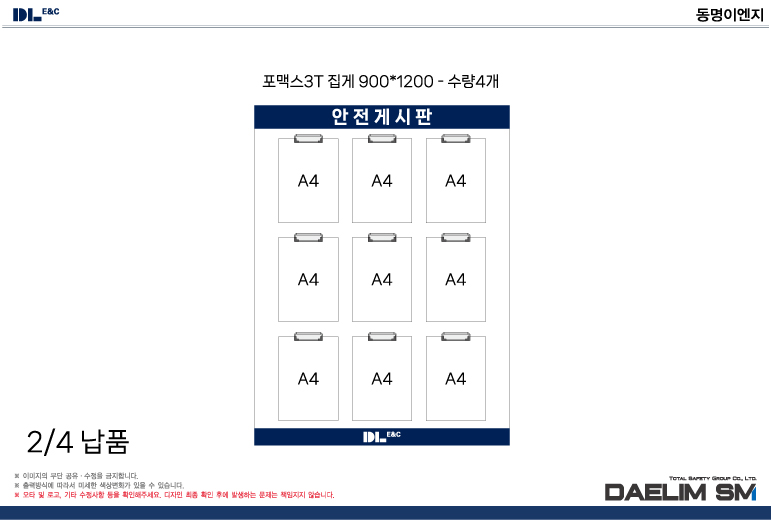 DL E&C
동명이엔지
포맥스3T 집게 900*1200 - 수량4개
안전게시판
A4 A4 A4
A4 A4 A4
A4 A4 A4
DL E&C
2/4 납품
※ 이미지의 무단 공유 · 수정을 금지합니다.
※ 출력방식에 따라서 미세한 색상변화가 있을 수 있습니다.
※ 오타 및 로고, 기타 수정사항 등을 확인해주세요. 디자인 최종 확인 후에 발생하는 문제는 책임지지 않습니다.
TOTAL SAFETY GROUP CO., LTD.
DAELIM SM